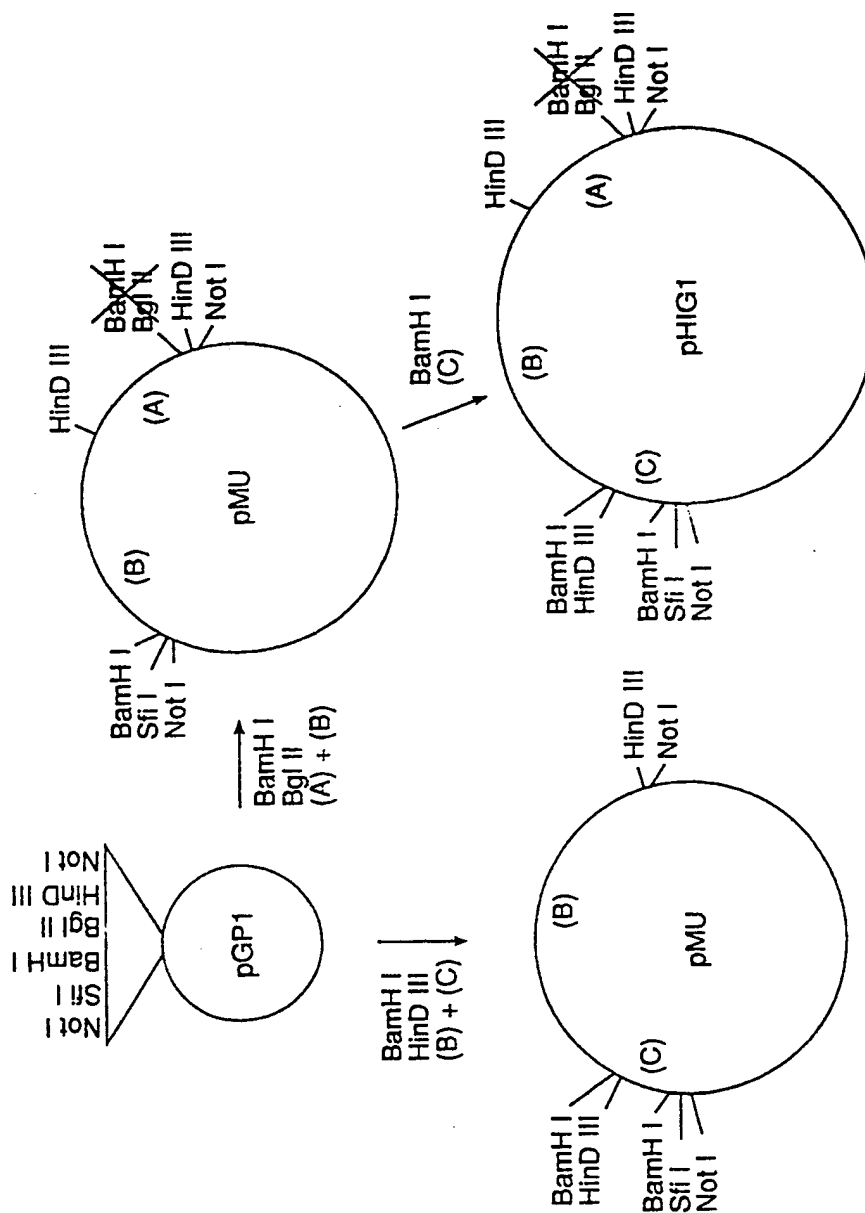 Not I
Sfi I
BamH I
Bgl II
HinD III
Not I
pGP1
BamH I
Bgl II
(A) + (B)
BamH I
Sfi I
Not I
(B)
HinD III
(A)
BamH I
Bgl II
HinD III
Not I
pMU
BamH I
HinD III
(B) + (C)
BamH I
(C)
BamH I
HinD III
(C)
BamH I
Sfi I
Not I
(B)
HinD III
Not I
pMU
BamH I
HinD III
(C)
BamH I
Sfi I
Not I
(B)
HinD III
(A)
BamH I
Bgl II
HinD III
Not I
pHIG1